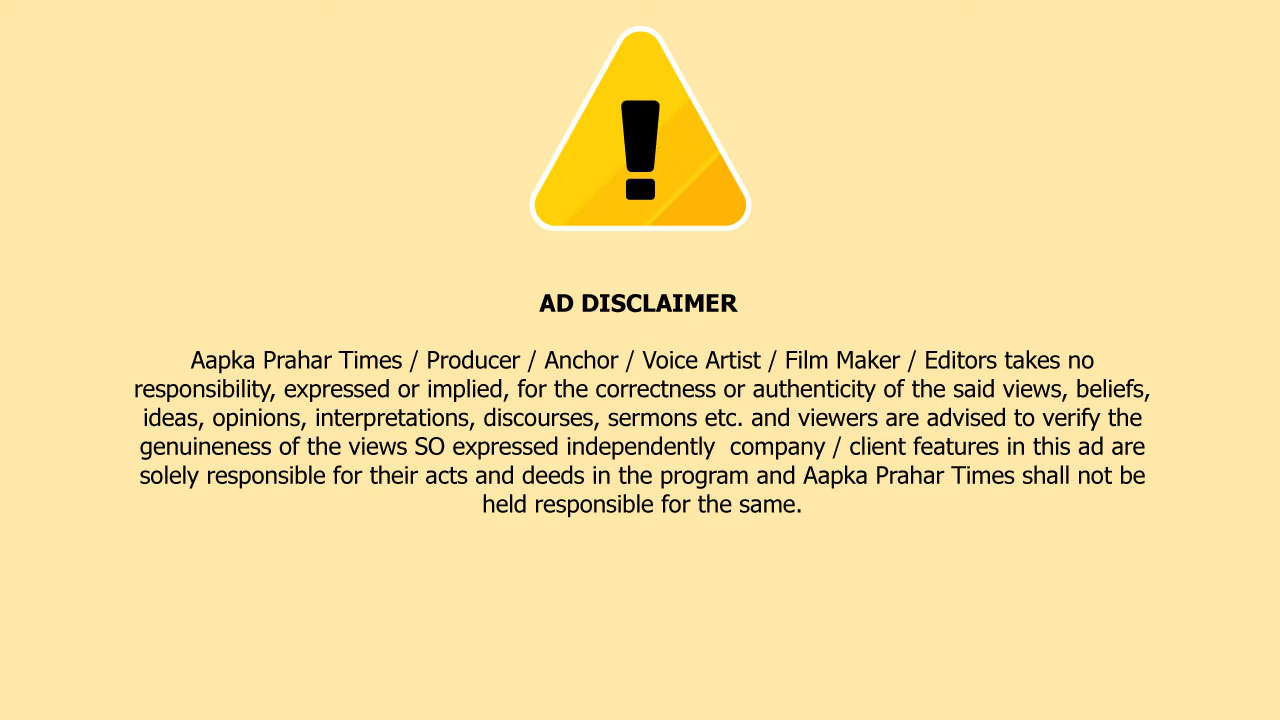 AD DISCLAIMER
Aapka Prahar Times / Producer / Anchor / Voice Artist / Film Maker / Editors takes no
responsibility, expressed or implied, for the correctness or authenticity of the said views, beliefs,
ideas, opinions, interpretations, discourses, sermons etc. and viewers are advised to verify the
genuineness of the views SO expressed independently  company / client features in this ad are
solely responsible for their acts and deeds in the program and Aapka Prahar Times shall not be
held responsible for the same.